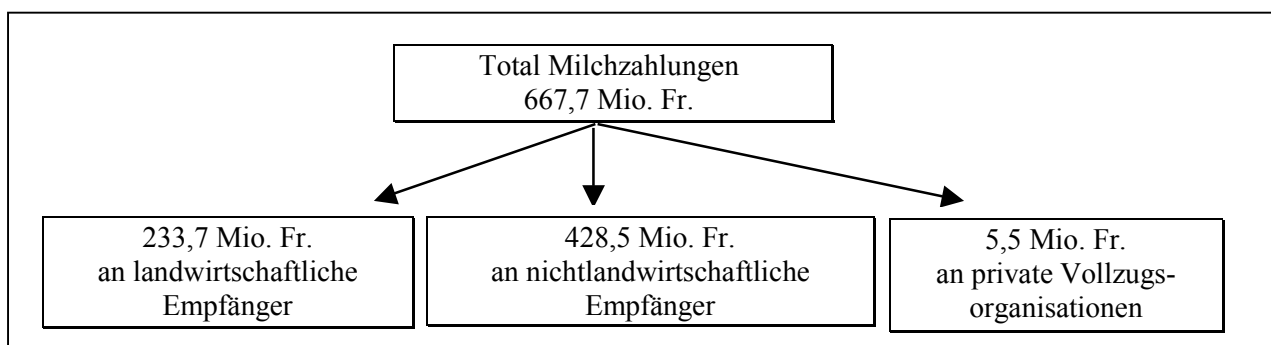 Total Milchzahlungen
667,7 Mio. Fr.
233,7 Mio. Fr.
an landwirtschaftliche
Empfänger
428,5 Mio. Fr.
an nichtlandwirtschaftliche
Empfänger
5,5 Mio. Fr.
an private Vollzugs-
organisationen